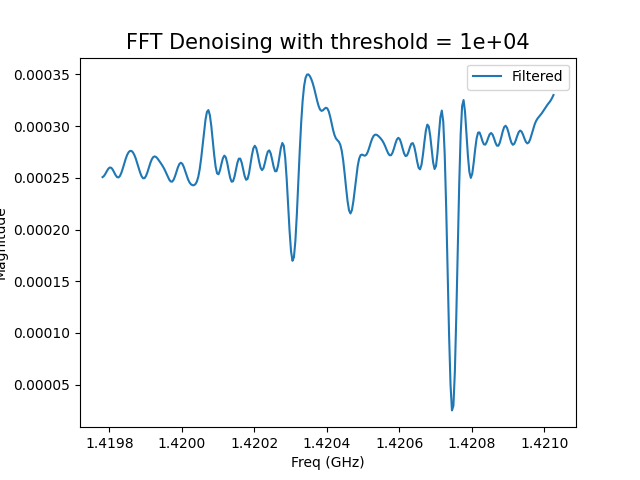 FFT Denoising with threshold = 1e+04
Filtered
0.00035
0.00030
0.00025
0.00020
0.00015
0.00010
0.00005
Magnitude
1.4198 1.4200 1.4202 1.4204 1.4206 1.4208 1.4210
Freq (GHz)